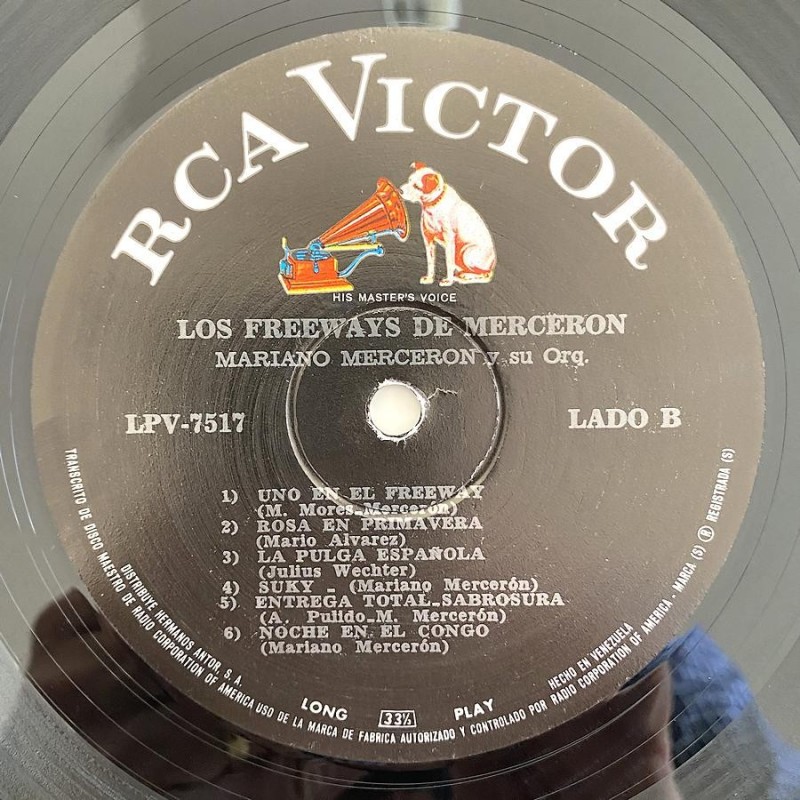 RCA VICTOR
HIS MASTER'S VOICE
LOS FREEWAYS DE MERCERON
MARIANO MERCERON y su Orq.
LPV-7517
LADO B
1) UNO EN EL FREEWAY
(M. Mores-Mercerón)
2) ROSA EN PRIMAVERA
(Mario Alvarez)
3) LA PULGA ESPAÑOLA
(Julius Wechter)
4) SUKY - (Mariano Mercerón)
5) ENTREGA TOTAL-SABROSURA
(A. Pulido-M. Mercerón)
6) NOCHE EN EL CONGO
(Mariano Mercerón)
LONG 33⅓ PLAY
TRANSCRITO DE DISCO MAESTRO DE RADIO CORPORATION OF AMERICA USO DE LA MARCA DE FABRICA AUTORIZADO Y CONTROLADO POR RADIO CORPORATION OF AMERICA - MARCA (S) ® REGISTRADA (S)
DISTRIBUYE HERMANOS ANTOR, S. A.
HECHO EN VENEZUELA